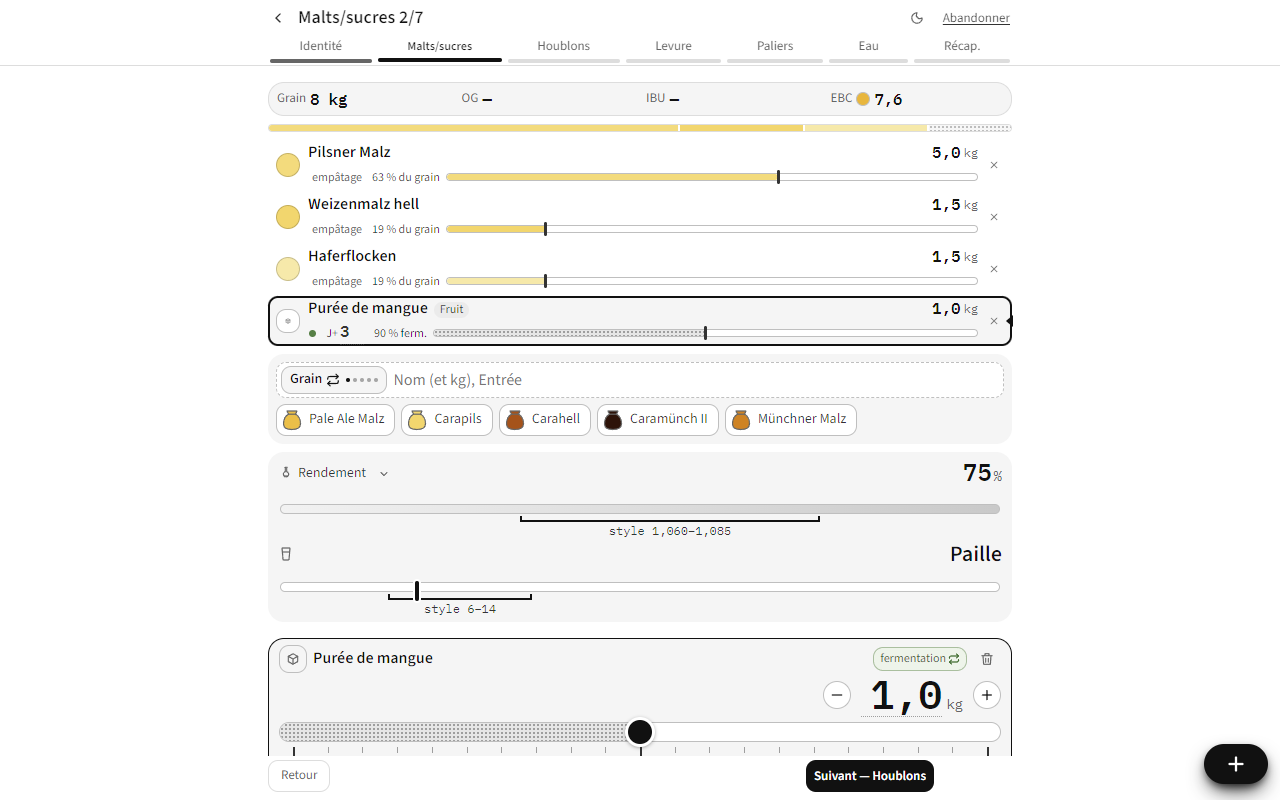 Malts/sucres 2/7
Abandonner
Identité Malts/sucres Houblons Levure Paliers Eau Récap.
Grain 8 kg OG – IBU – EBC 7,6
Pilsner Malz 5,0 kg
empâtage 63 % du grain
Weizenmalz hell 1,5 kg
empâtage 19 % du grain
Haferflocken 1,5 kg
empâtage 19 % du grain
Purée de mangue Fruit 1,0 kg
J+3 90 % ferm.
Grain Nom (et kg), Entrée
Pale Ale Malz Carapils Carahell Caramünch II Münchner Malz
Rendement 75%
style 1,060–1,085
Paille
style 6–14
Purée de mangue fermentation
1,0 kg
Retour Suivant — Houblons